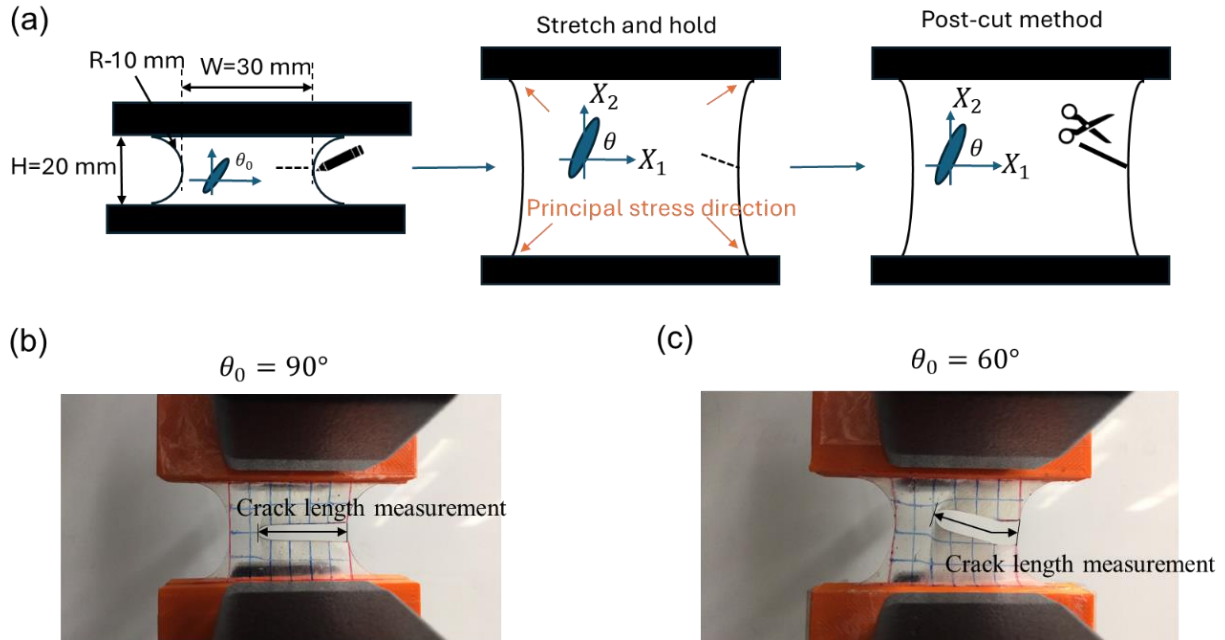 (a)
Stretch and hold
Post-cut method
R-10 mm
W=30 mm
H=20 mm
θ₀
X₂
θ
X₁
Principal stress direction
X₂
θ
X₁
(b)
θ₀ = 90°
Crack length measurement
(c)
θ₀ = 60°
Crack length measurement